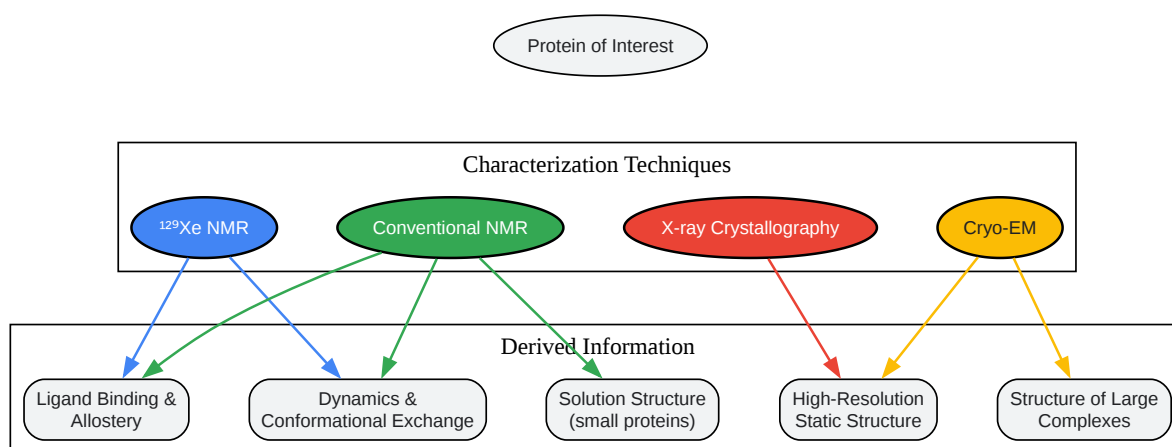 Protein of Interest
Characterization Techniques
¹²⁹Xe NMR
Conventional NMR
X-ray Crystallography
Cryo-EM
Derived Information
Ligand Binding &
Allostery
Dynamics &
Conformational Exchange
Solution Structure
(small proteins)
High-Resolution
Static Structure
Structure of Large
Complexes